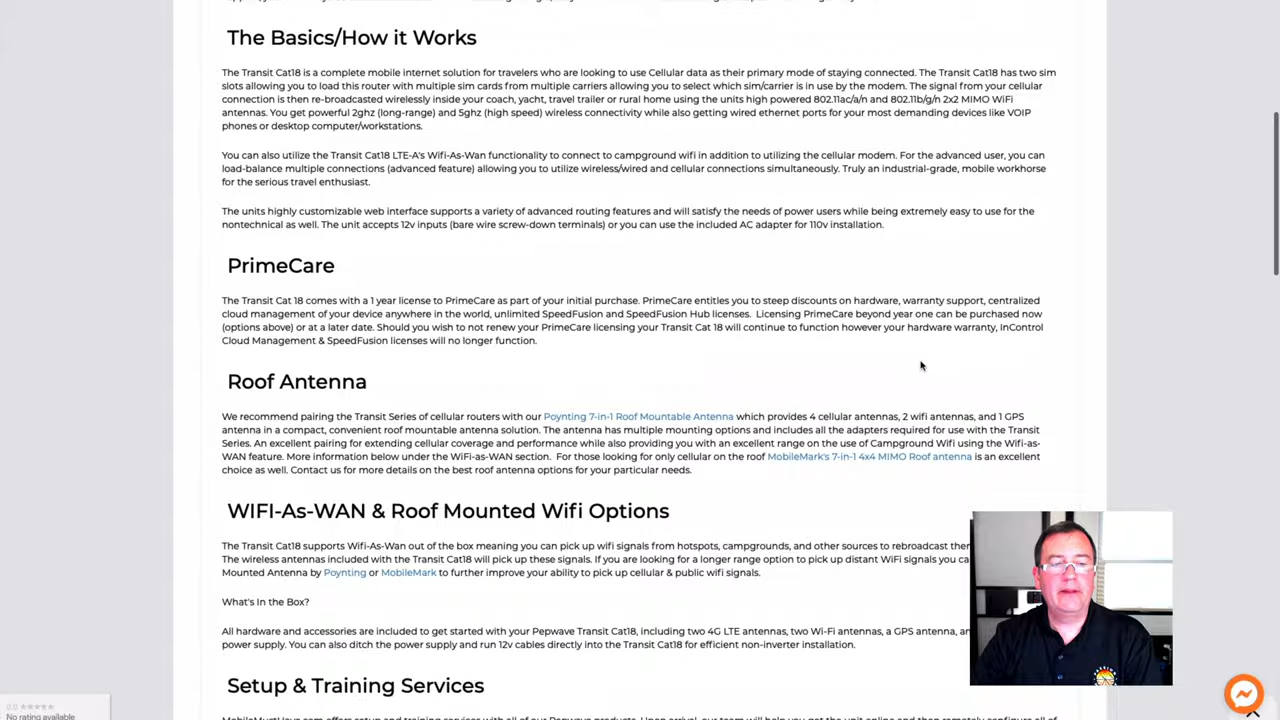 The Basics/How it Works
The Transit Cat18 is a complete mobile internet solution for travelers who are looking to use Cellular data as their primary mode of staying connected. The Transit Cat18 has two sim
slots allowing you to load this router with multiple sim cards from multiple carriers allowing you to select which sim/carrier is in use by the modem. The signal from your cellular
connection is then re-broadcasted wirelessly inside your coach, yacht, travel trailer or rural home using the units high powered 802.11ac/a/n and 802.11b/g/n 2x2 MIMO WiFi
antennas. You get powerful 2ghz (long-range) and 5ghz (high speed) wireless connectivity while also getting wired ethernet ports for your most demanding devices like VOIP
phones or desktop computer/workstations.
You can also utilize the Transit Cat18 LTE-A's Wifi-As-Wan functionality to connect to campground wifi in addition to utilizing the cellular modem. For the advanced user, you can
load-balance multiple connections (advanced feature) allowing you to utilize wireless/wired and cellular connections simultaneously. Truly an industrial-grade, mobile workhorse
for the serious travel enthusiast.
The units highly customizable web interface supports a variety of advanced routing features and will satisfy the needs of power users while being extremely easy to use for the
nontechnical as well. The unit accepts 12v inputs (bare wire screw-down terminals) or you can use the included AC adapter for 110v installation.
PrimeCare
The Transit Cat 18 comes with a 1 year license to PrimeCare as part of your initial purchase. PrimeCare entitles you to steep discounts on hardware, warranty support, centralized
cloud management of your device anywhere in the world, unlimited SpeedFusion and SpeedFusion Hub licenses. Licensing PrimeCare beyond year one can be purchased now
(options above) or at a later date. Should you wish to not renew your PrimeCare licensing your Transit Cat 18 will continue to function however your hardware warranty, InControl
Cloud Management & SpeedFusion licenses will no longer function.
Roof Antenna
We recommend pairing the Transit Series of cellular routers with our Poynting 7-in-1 Roof Mountable Antenna which provides 4 cellular antennas, 2 wifi antennas, and 1 GPS
antenna in a compact, convenient roof mountable antenna solution. The antenna has multiple mounting options and includes all the adapters required for use with the Transit
Series. An excellent pairing for extending cellular coverage and performance while also providing you with an excellent range on the use of Campground Wifi using the Wifi-as-
WAN feature. More information below under the WiFi-as-WAN section. For those looking for only cellular on the roof MobileMark's 7-in-1 4x4 MIMO Roof antenna is an excellent
choice as well. Contact us for more details on the best roof antenna options for your particular needs.
WIFI-As-WAN & Roof Mounted Wifi Options
The Transit Cat18 supports Wifi-As-Wan out of the box meaning you can pick up wifi signals from hotspots, campgrounds, and other sources to rebroadcast
The wireless antennas included with the Transit Cat18 will pick up these signals. If you are looking for a longer range option to pick up distant WiFi signals you
Mounted Antenna by Poynting or MobileMark to further improve your ability to pick up cellular & public wifi signals.
What's In the Box?
All hardware and accessories are included to get started with your Pepwave Transit Cat18, including two 4G LTE antennas, two Wi-Fi antennas, a GPS antenna,
power supply. You can also ditch the power supply and run 12v cables directly into the Transit Cat18 for efficient non-inverter installation.
Setup & Training Services
0.0
No rating available